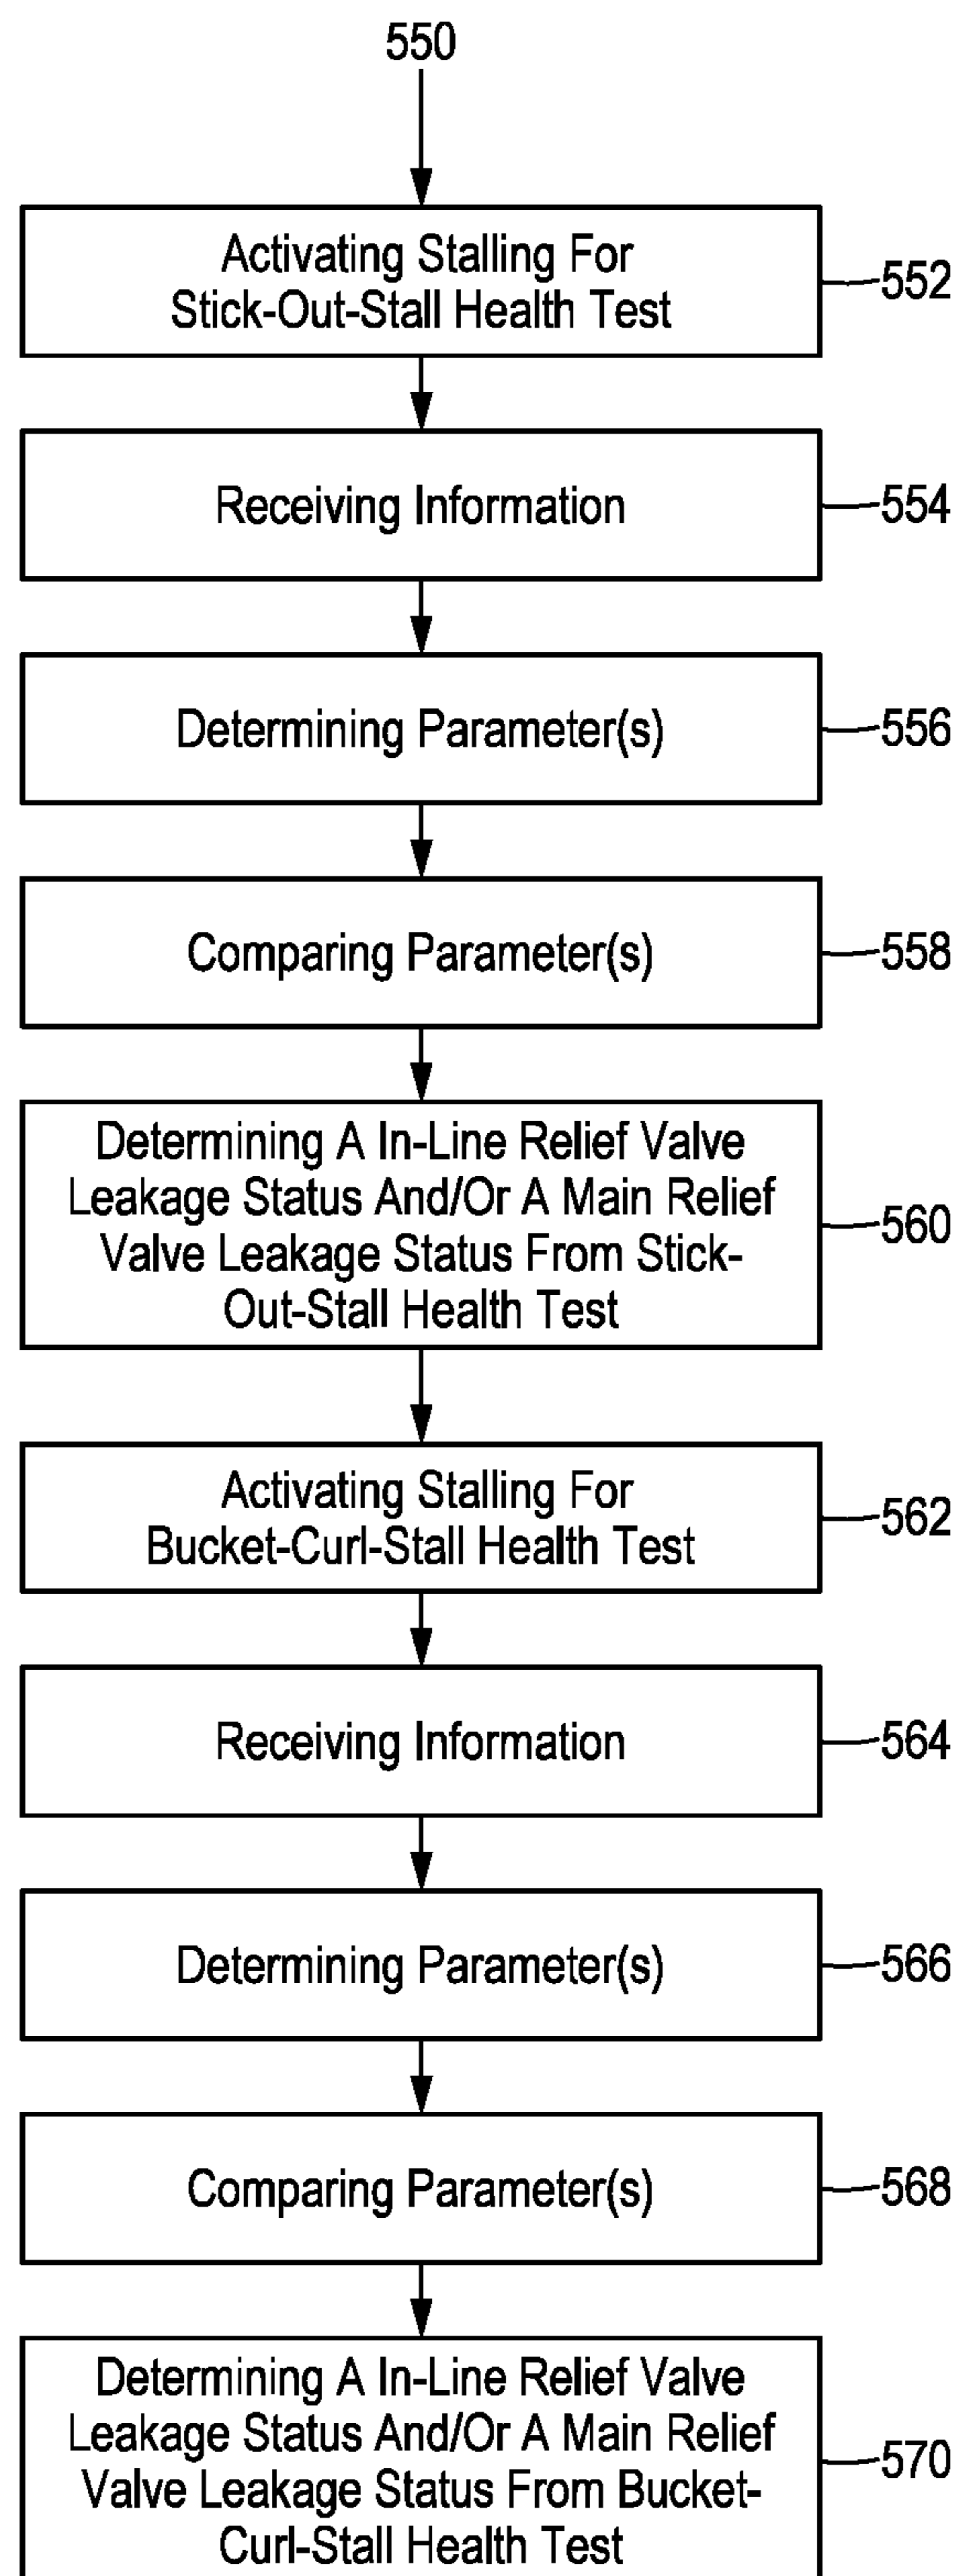 550
Activating Stalling For
Stick-Out-Stall Health Test
552
Receiving Information
554
Determining Parameter(s)
556
Comparing Parameter(s)
558
Determining A In-Line Relief Valve
Leakage Status And/Or A Main Relief
Valve Leakage Status From Stick-
Out-Stall Health Test
560
Activating Stalling For
Bucket-Curl-Stall Health Test
562
Receiving Information
564
Determining Parameter(s)
566
Comparing Parameter(s)
568
Determining A In-Line Relief Valve
Leakage Status And/Or A Main Relief
Valve Leakage Status From Bucket-
Curl-Stall Health Test
570